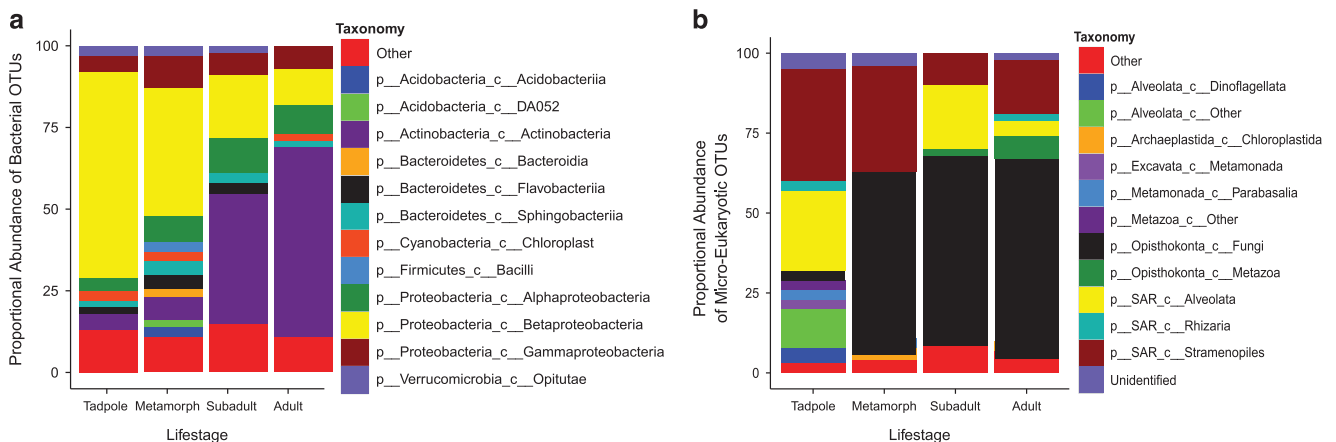 a
Proportional Abundance of Bacterial OTUs
100
75
50
25
0
Tadpole Metamorph Subadult Adult
Lifestage
Taxonomy
Other
p__Acidobacteria_c__Acidobacteriia
p__Acidobacteria_c__DA052
p__Actinobacteria_c__Actinobacteria
p__Bacteroidetes_c__Bacteroidia
p__Bacteroidetes_c__Flavobacteriia
p__Bacteroidetes_c__Sphingobacteriia
p__Cyanobacteria_c__Chloroplast
p__Firmicutes_c__Bacilli
p__Proteobacteria_c__Alphaproteobacteria
p__Proteobacteria_c__Betaproteobacteria
p__Proteobacteria_c__Gammaproteobacteria
p__Verrucomicrobia_c__Opitutae
b
Proportional Abundance
of Micro-Eukaryotic OTUs
100
75
50
25
0
Tadpole Metamorph Subadult Adult
Lifestage
Taxonomy
Other
p__Alveolata_c__Dinoflagellata
p__Alveolata_c__Other
p__Archaeplastida_c__Chloroplastida
p__Excavata_c__Metamonada
p__Metamonada_c__Parabasalia
p__Metazoa_c__Other
p__Opisthokonta_c__Fungi
p__Opisthokonta_c__Metazoa
p__SAR_c__Alveolata
p__SAR_c__Rhizaria
p__SAR_c__Stramenopiles
Unidentified